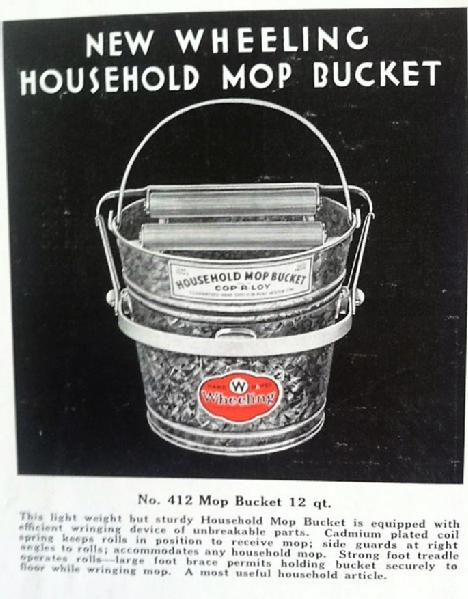 NEW WHEELING
HOUSEHOLD MOP BUCKET
HOUSEHOLD MOP BUCKET
COP-R-LOY
W
Wheeling
No. 412 Mop Bucket 12 qt.
This light weight but sturdy Household Mop Bucket is equipped with
efficient wringing device of unbreakable parts. Cadmium plated coil
spring keeps rolls in position to receive mop; side guards at right
angles to rolls; accommodates any household mop. Strong foot treadle
operates rolls—large foot brace permits holding bucket securely to
floor while wringing mop. A most useful household article.